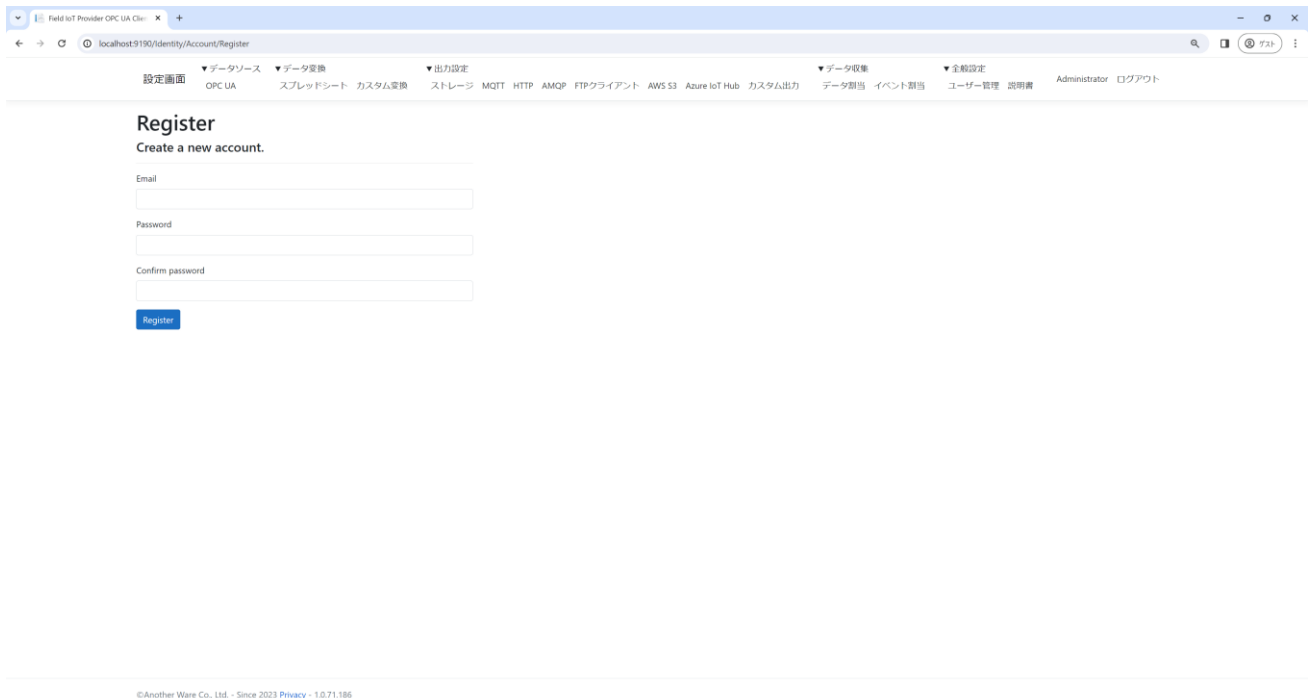 Field IoT Provider OPC UA Clie
localhost:9190/Identity/Account/Register
ゲスト
設定画面
▼データソース ▼データ変換 ▼出力設定 ▼データ収集 ▼全般設定
OPC UA スプレッドシート カスタム変換 ストレージ MQTT HTTP AMQP FTPクライアント AWS S3 Azure IoT Hub カスタム出力 データ割当 イベント割当 ユーザー管理 説明書
Administrator ログアウト
Register
Create a new account.
Email
Password
Confirm password
Register
©Another Ware Co., Ltd. - Since 2023 Privacy - 1.0.71.186